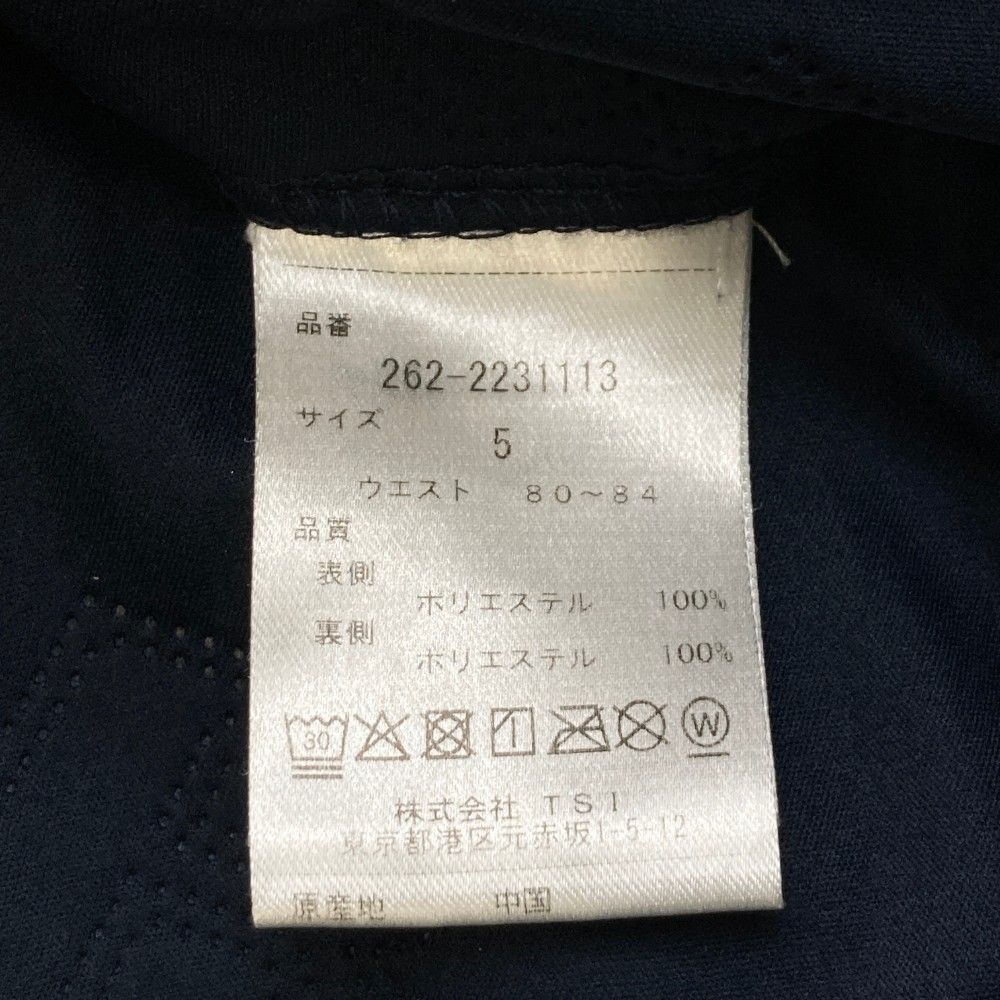 品番
262-2231113
サイズ
5
ウエスト 80～84
品質
表側
ポリエステル 100%
裏側
ポリエステル 100%
30 W
株式会社 TSI
東京都港区元赤坂1-5-12
原産地 中国